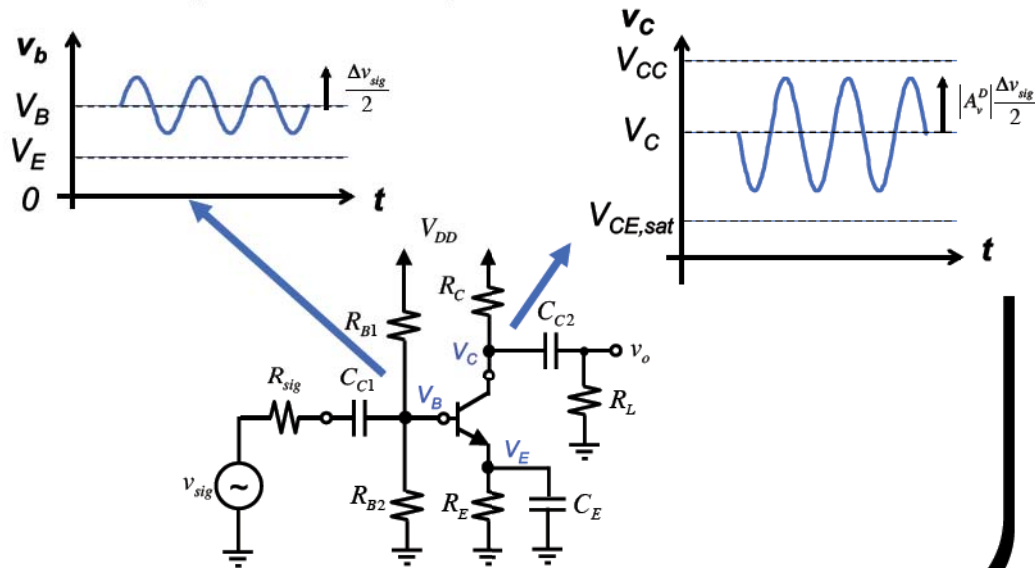 v_b
Δv_sig
2
V_B
V_E
0
t
v_C
V_CC
|A_v^D| Δv_sig
2
V_C
V_CE,sat
t
V_DD
R_C
C_C2
R_B1
V_C
v_o
R_sig
C_C1
V_B
R_L
V_E
v_sig
~
R_B2
R_E
C_E